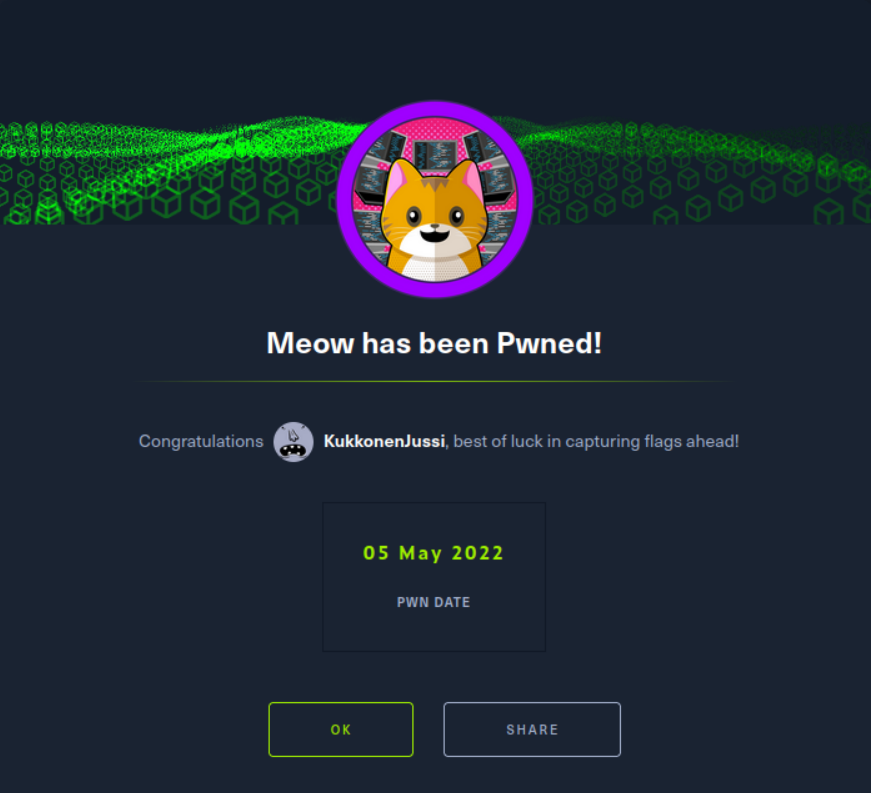 Meow has been Pwned!
Congratulations KukkonenJussi, best of luck in capturing flags ahead!
05 May 2022
PWN DATE
OK SHARE